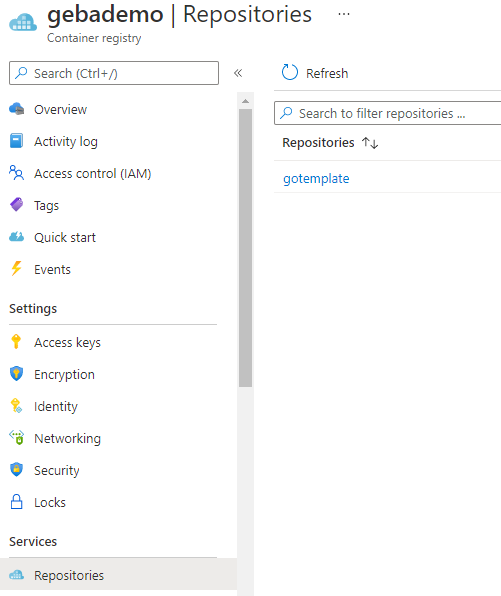 gebademo | Repositories ...
Container registry
Search (Ctrl+/)
«
Overview
Activity log
Access control (IAM)
Tags
Quick start
Events
Settings
Access keys
Encryption
Identity
Networking
Security
Locks
Services
Repositories
Refresh
Search to filter repositories ...
Repositories ↑↓
gotemplate